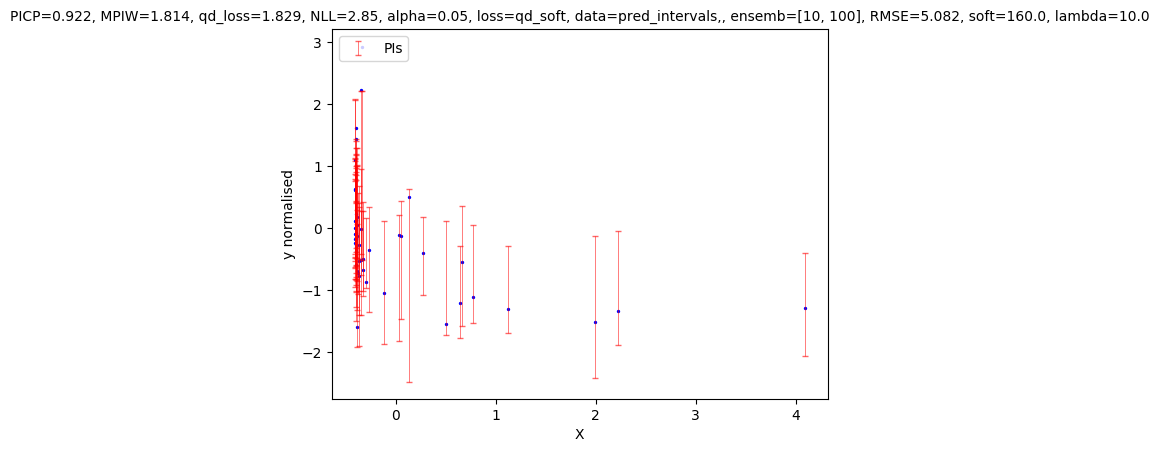 PICP=0.922, MPIW=1.814, qd_loss=1.829, NLL=2.85, alpha=0.05, loss=qd_soft, data=pred_intervals,, ensemb=[10, 100], RMSE=5.082, soft=160.0, lambda=10.0
PIs
3
2
1
0
−1
−2
y normalised
0 1 2 3 4
X